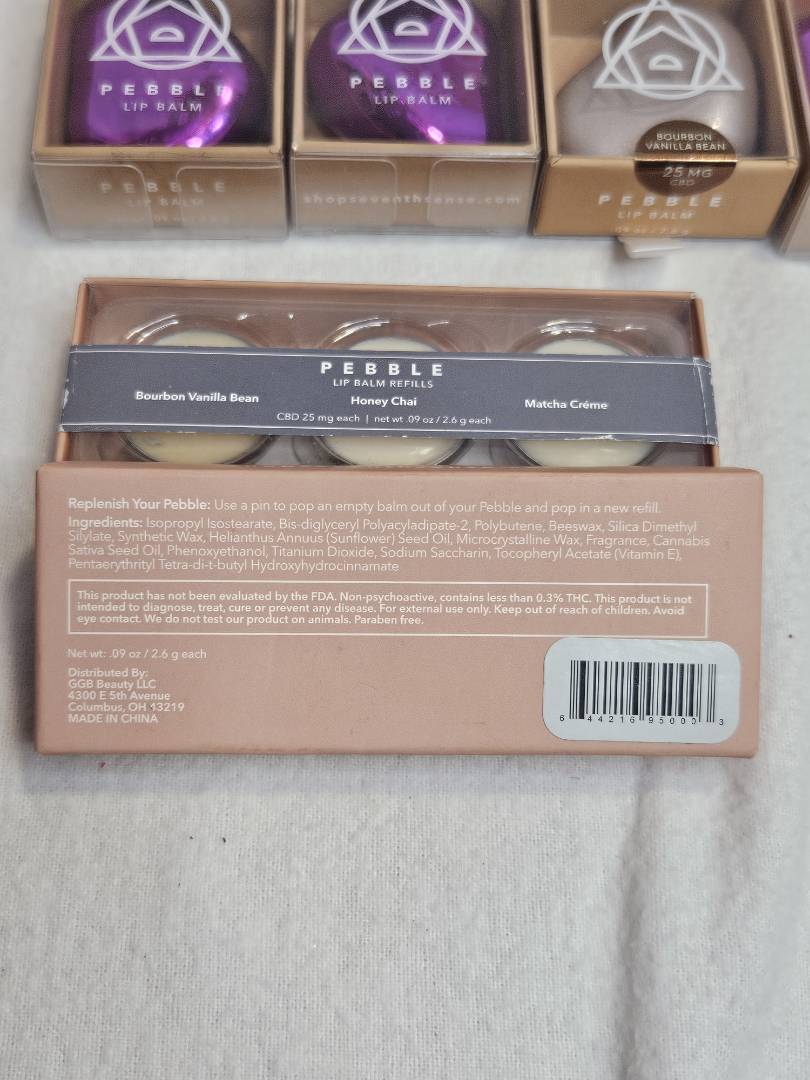 PEBBLE
LIP BALM
PEBBLE
LIP BALM
PEBBLE
LIP BALM
shopseventhsense.com
BOURBON
VANILLA BEAN
25 MG
CBD
PEBBLE
LIP BALM
.09 oz / 2.6 g
PEBBLE
LIP BALM REFILLS
Bourbon Vanilla Bean
Honey Chai
Matcha Créme
CBD 25 mg each | net wt .09 oz / 2.6 g each
Replenish Your Pebble: Use a pin to pop an empty balm out of your Pebble and pop in a new refill.
Ingredients: Isopropyl Isostearate, Bis-diglyceryl Polyacyladipate-2, Polybutene, Beeswax, Silica Dimethyl
Silylate, Synthetic Wax, Helianthus Annuus (Sunflower) Seed Oil, Microcrystalline Wax, Fragrance, Cannabis
Sativa Seed Oil, Phenoxyethanol, Titanium Dioxide, Sodium Saccharin, Tocopheryl Acetate (Vitamin E),
Pentaerythrityl Tetra-di-t-butyl Hydroxyhydrocinnamate
This product has not been evaluated by the FDA. Non-psychoactive, contains less than 0.3% THC. This product is not
intended to diagnose, treat, cure or prevent any disease. For external use only. Keep out of reach of children. Avoid
eye contact. We do not test our product on animals. Paraben free.
Net wt: .09 oz / 2.6 g each
Distributed By:
GGB Beauty LLC
4300 E 5th Avenue
Columbus, OH 43219
MADE IN CHINA
6 44216 95000 3